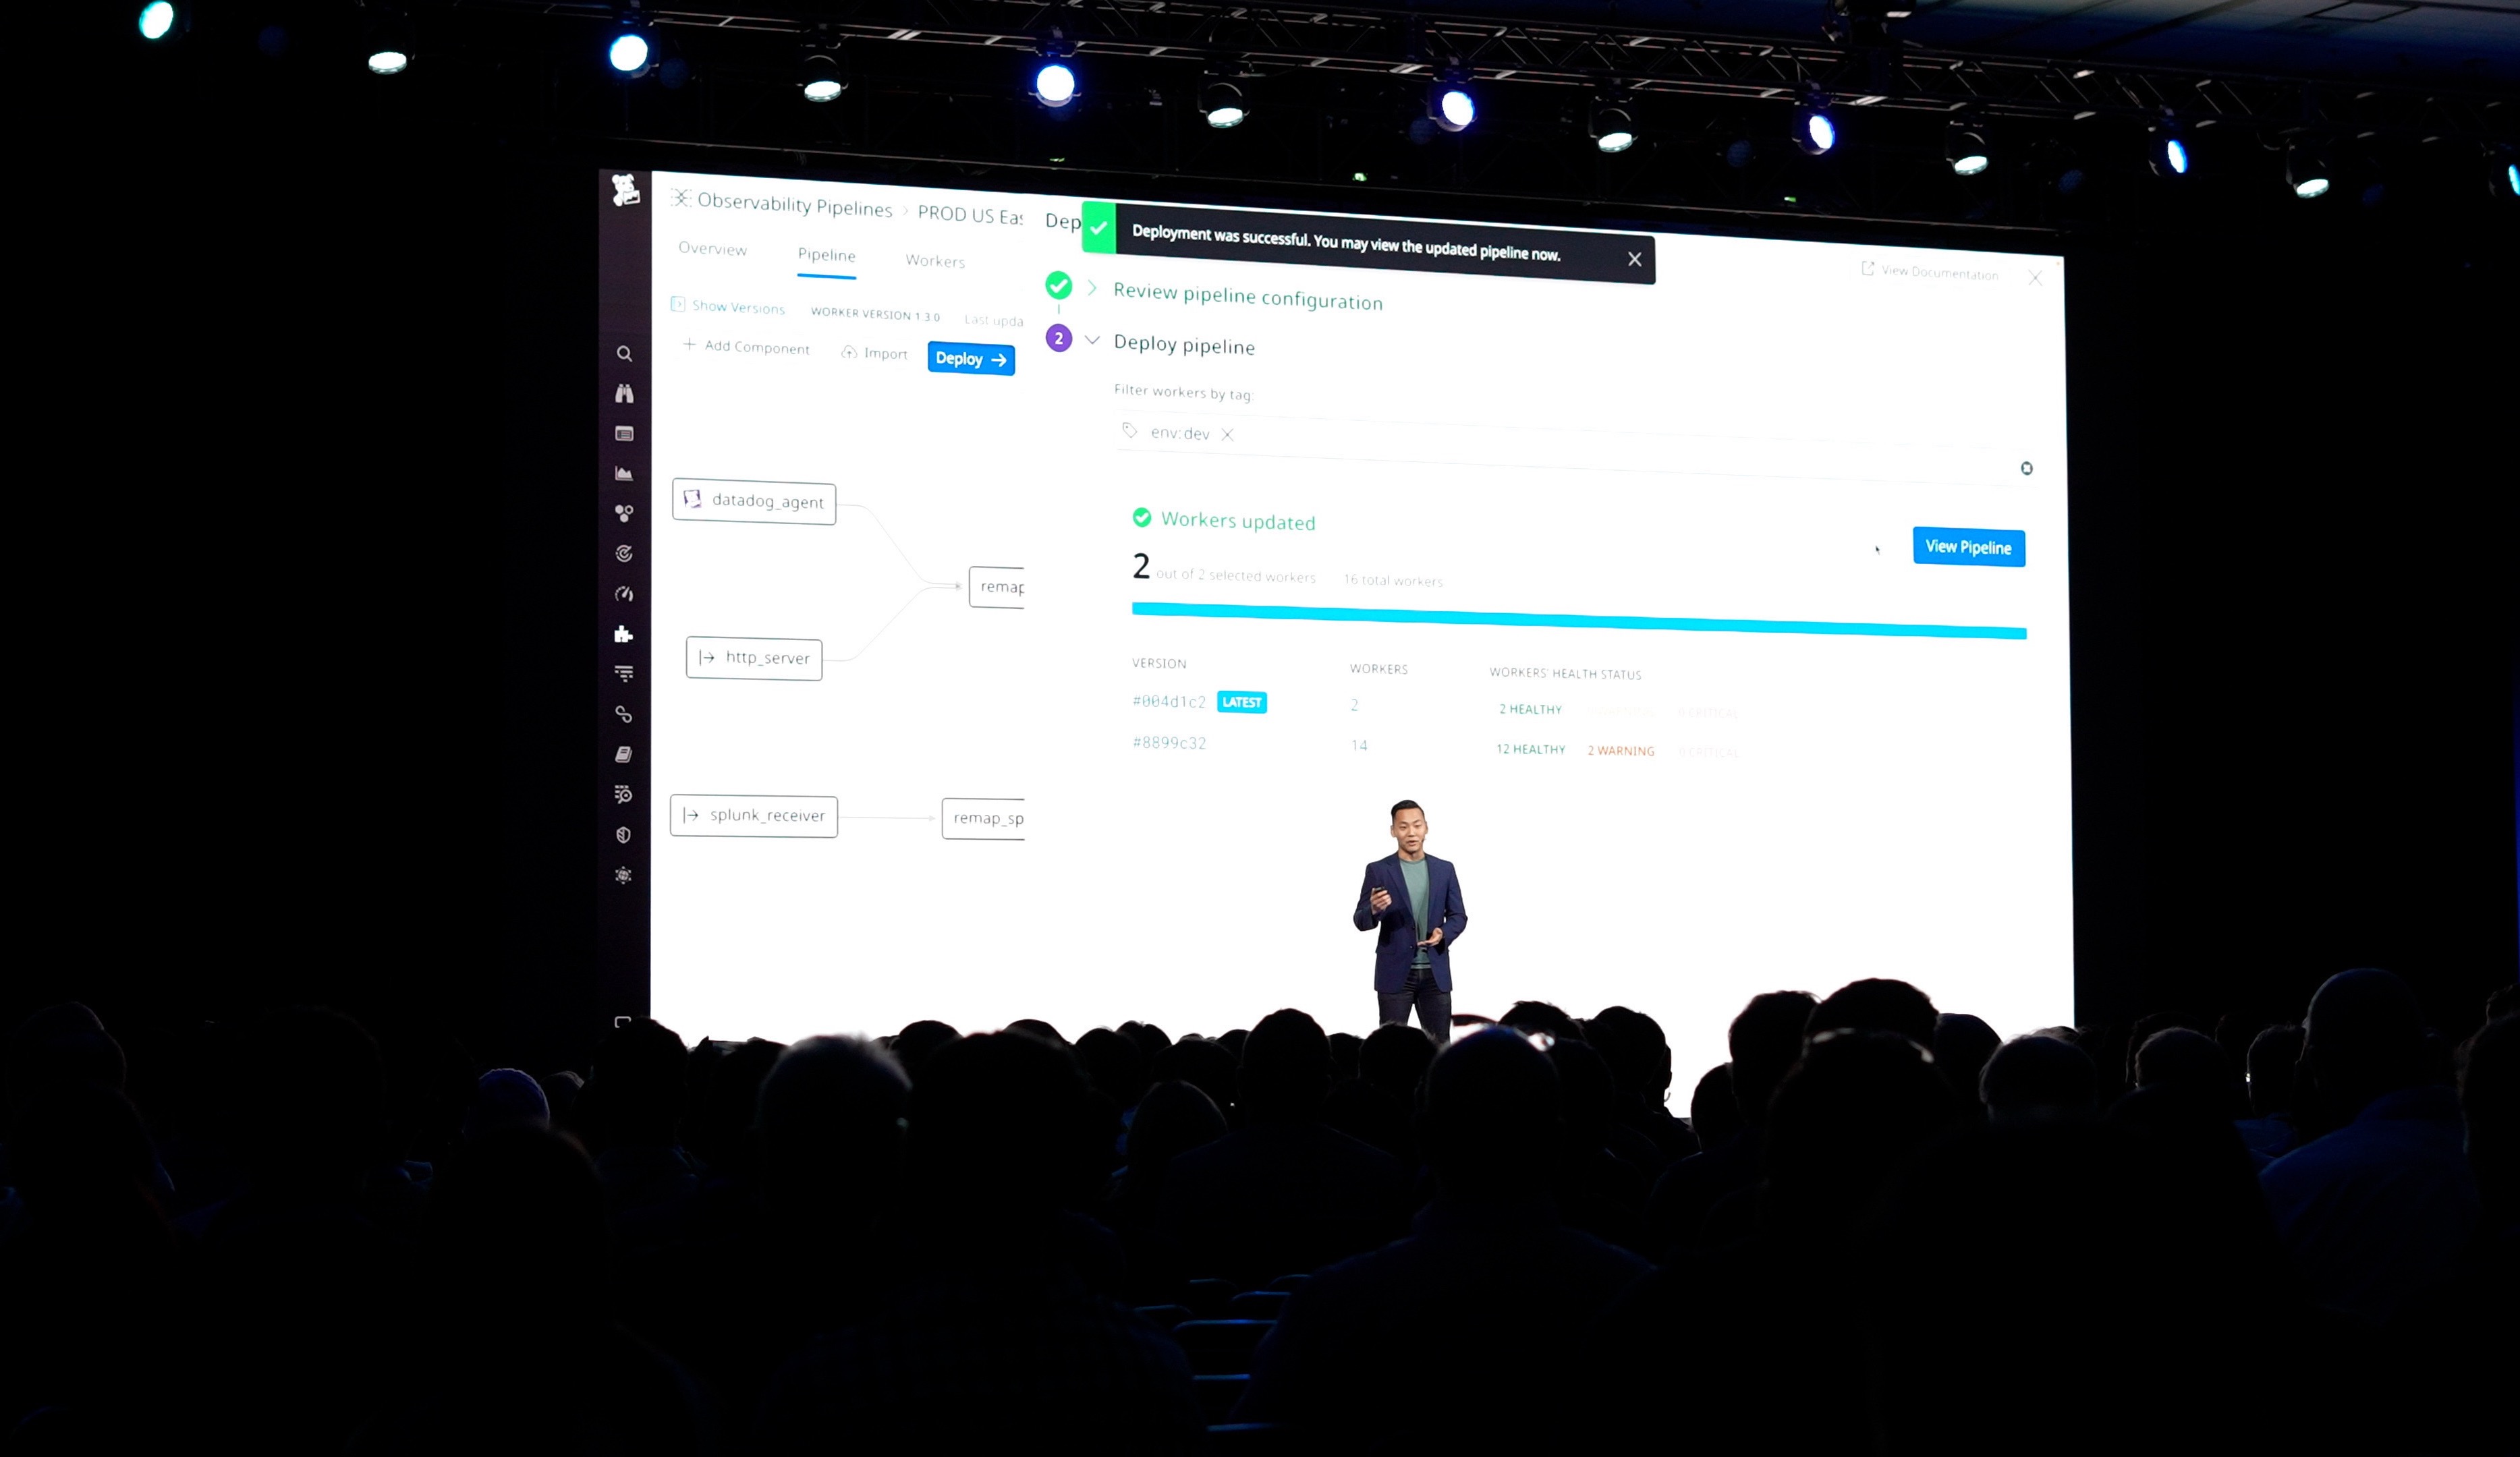 Observability Pipelines > PROD US Eas
Overview Pipeline Workers
Show Versions WORKER VERSION 1.3.0 Last upda
+ Add Component Import Deploy →
datadog_agent
remap
http_server
splunk_receiver
remap_sp
Dep
Deployment was successful. You may view the updated pipeline now.
View Documentation
Review pipeline configuration
2 Deploy pipeline
Filter workers by tag:
env:dev
Workers updated
2 out of 2 selected workers 16 total workers
View Pipeline
VERSION WORKERS WORKERS' HEALTH STATUS
#004d1c2 LATEST 2 2 HEALTHY CRITICAL
#8899c32 14 12 HEALTHY 2 WARNING CRITICAL